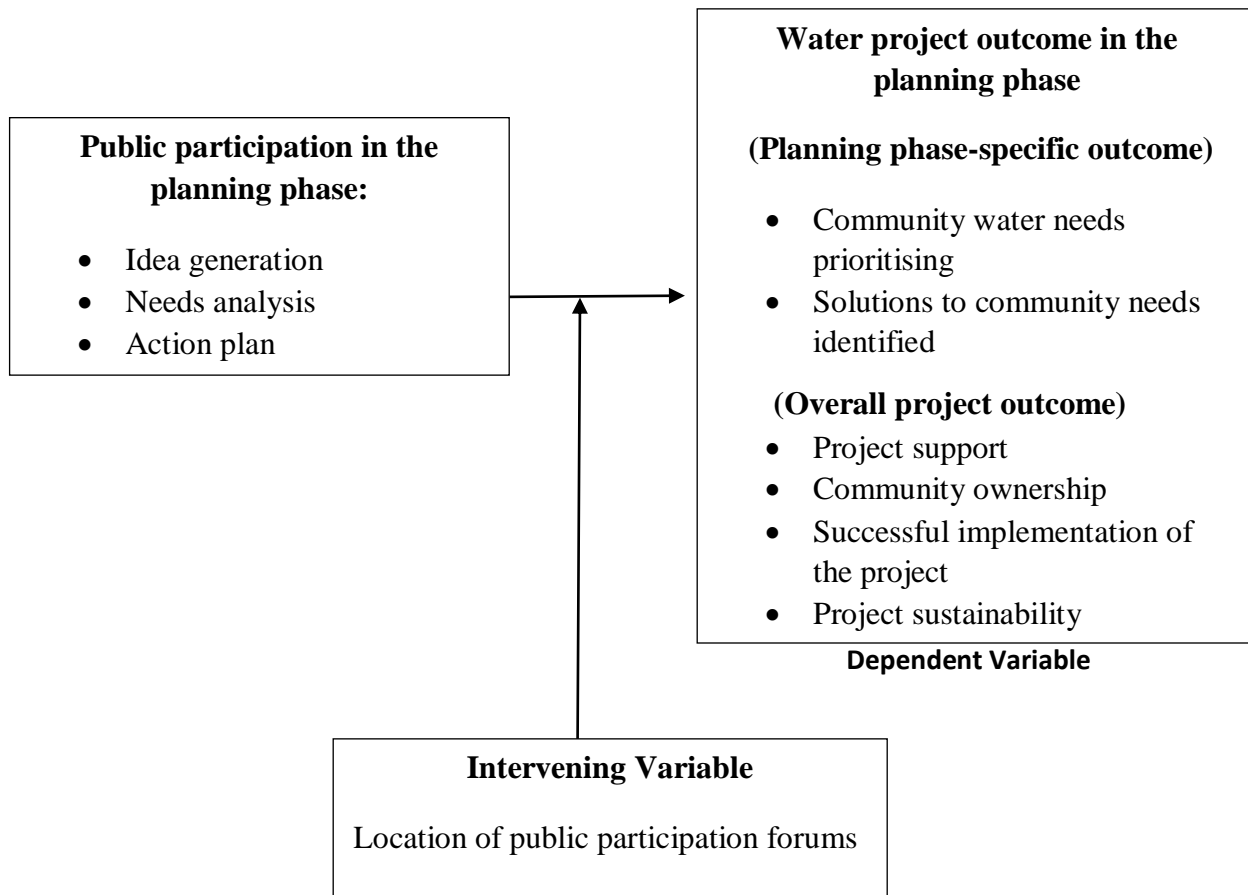 Public participation in the
planning phase:
• Idea generation
• Needs analysis
• Action plan
Water project outcome in the
planning phase
(Planning phase-specific outcome)
• Community water needs
prioritising
• Solutions to community needs
identified
(Overall project outcome)
• Project support
• Community ownership
• Successful implementation of
the project
• Project sustainability
Dependent Variable
Intervening Variable
Location of public participation forums